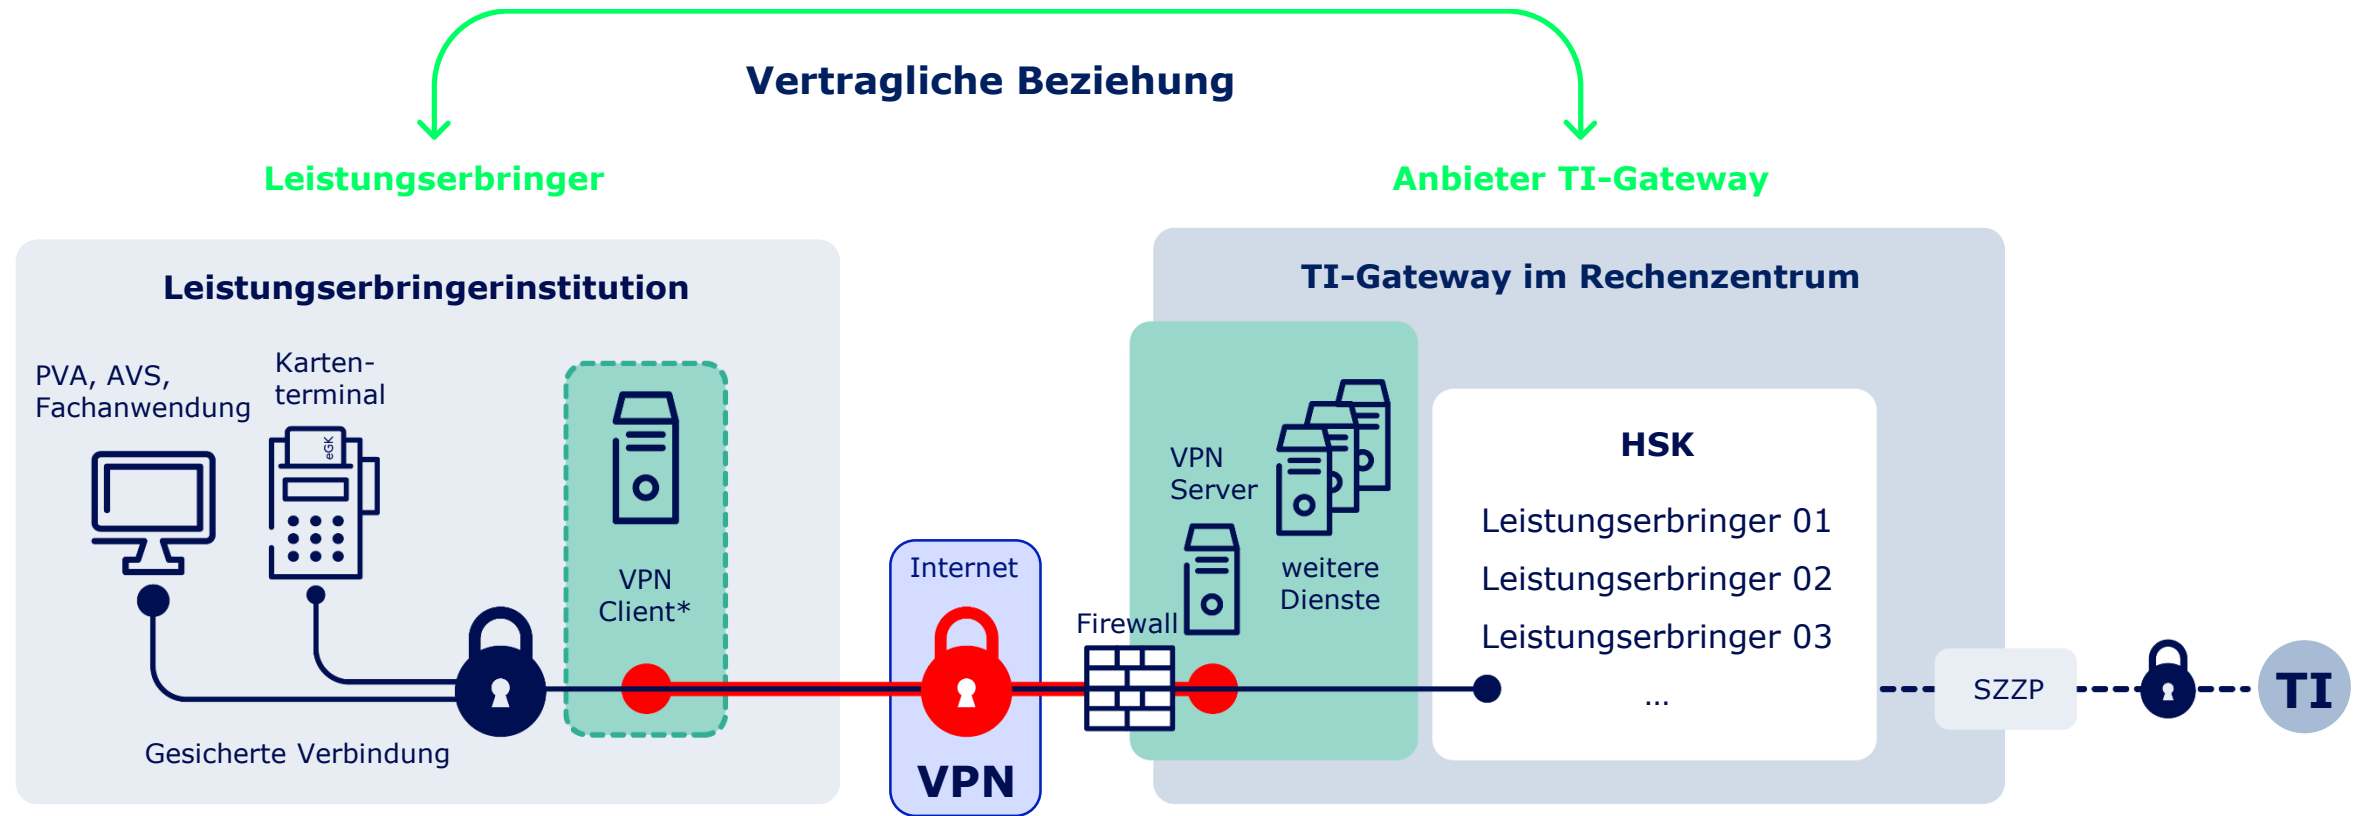 Vertragliche Beziehung
Leistungserbringer
Anbieter TI-Gateway
Leistungserbringerinstitution
PVA, AVS,
Fachanwendung
Karten-
terminal
eGK
VPN
Client*
Gesicherte Verbindung
Internet
VPN
Firewall
TI-Gateway im Rechenzentrum
VPN
Server
weitere
Dienste
HSK
Leistungserbringer 01
Leistungserbringer 02
Leistungserbringer 03
...
SZZP
TI